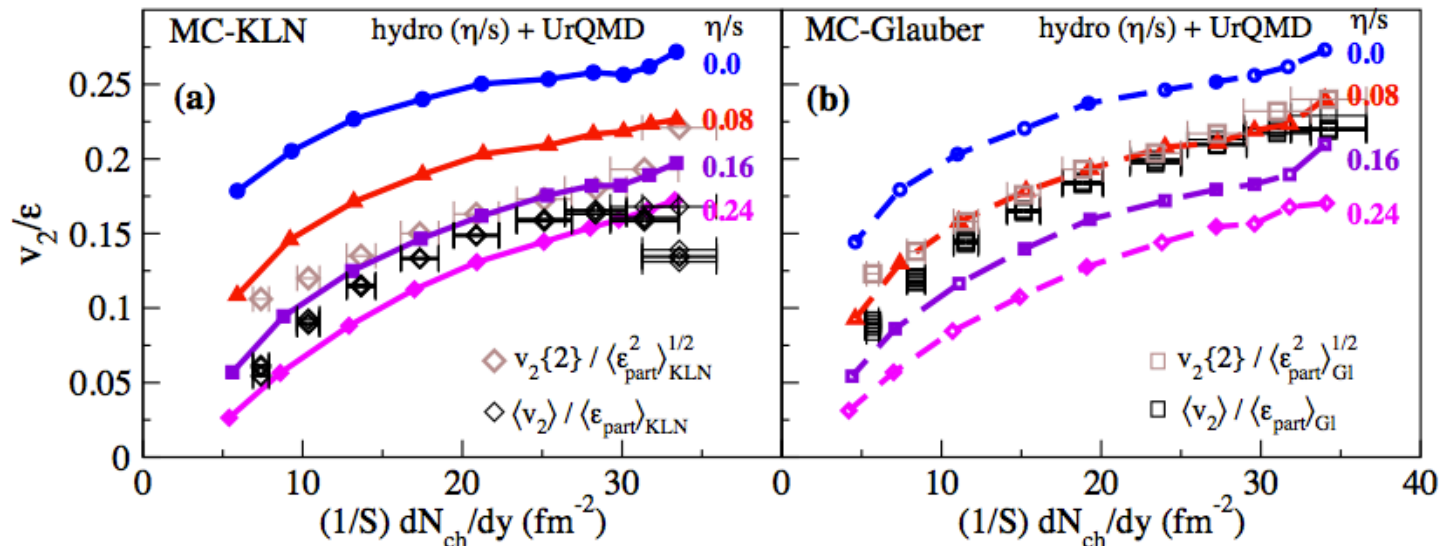 MC-KLN hydro (η/s) + UrQMD η/s
0.0
(a)
0.08
0.16
0.24
v₂{2} / ⟨ε²part⟩^1/2 KLN
⟨v₂⟩ / ⟨εpart⟩KLN
MC-Glauber hydro (η/s) + UrQMD η/s
0.0
(b)
0.08
0.16
0.24
v₂{2} / ⟨ε²part⟩^1/2 Gl
⟨v₂⟩ / ⟨εpart⟩Gl
v₂/ε
0.25
0.2
0.15
0.1
0.05
0
0 10 20 30 0 10 20 30 40
(1/S) dNch/dy (fm⁻²) (1/S) dNch/dy (fm⁻²)